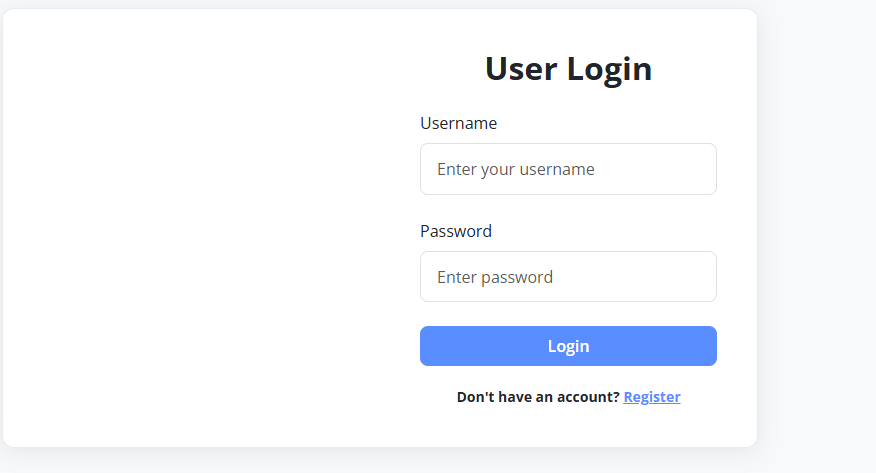 User Login
Username
Enter your username
Password
Enter password
Login
Don't have an account? Register